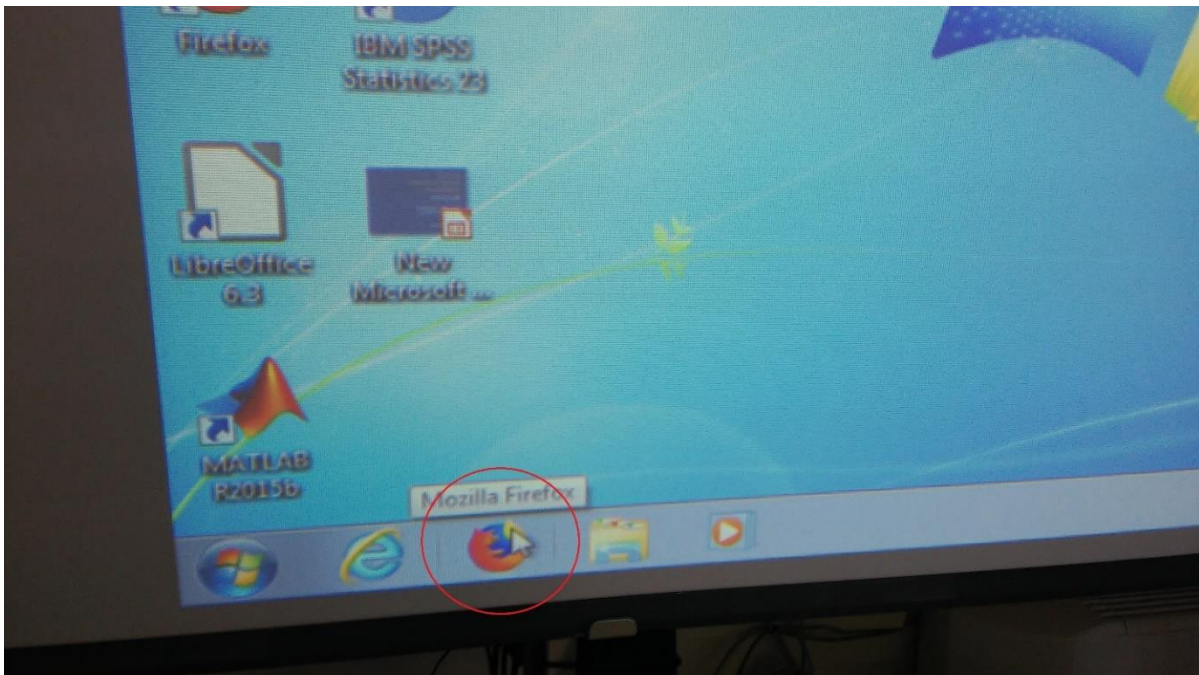 Firefox
IBM SPSS
Statistics 23
LibreOffice
6.3
New
Microsoft ...
MATLAB
R2015b
Mozilla Firefox